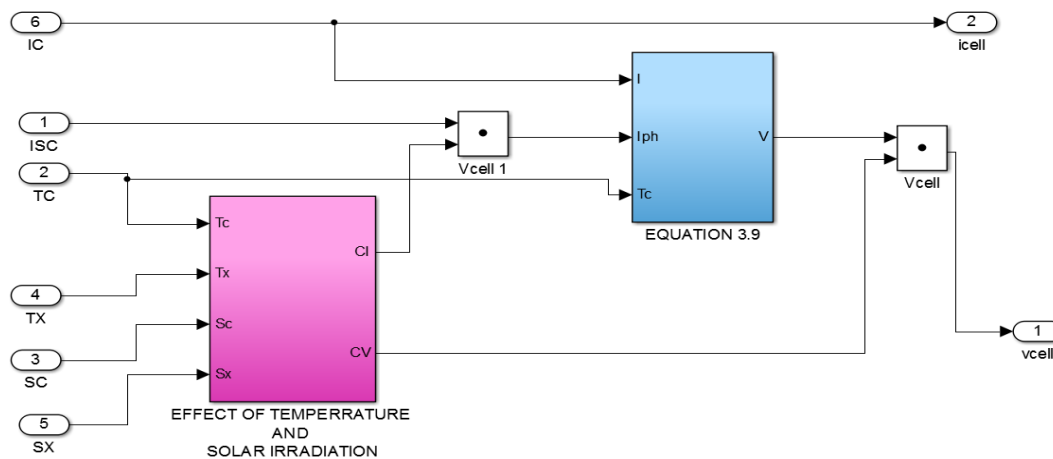 6
IC
2
icell
I
1
ISC
Iph
V
Vcell 1
Vcell
2
TC
Tc
EQUATION 3.9
Tc
CI
Tx
4
TX
Sc
3
SC
CV
1
vcell
Sx
5
SX
EFFECT OF TEMPERRATURE
AND
SOLAR IRRADIATION